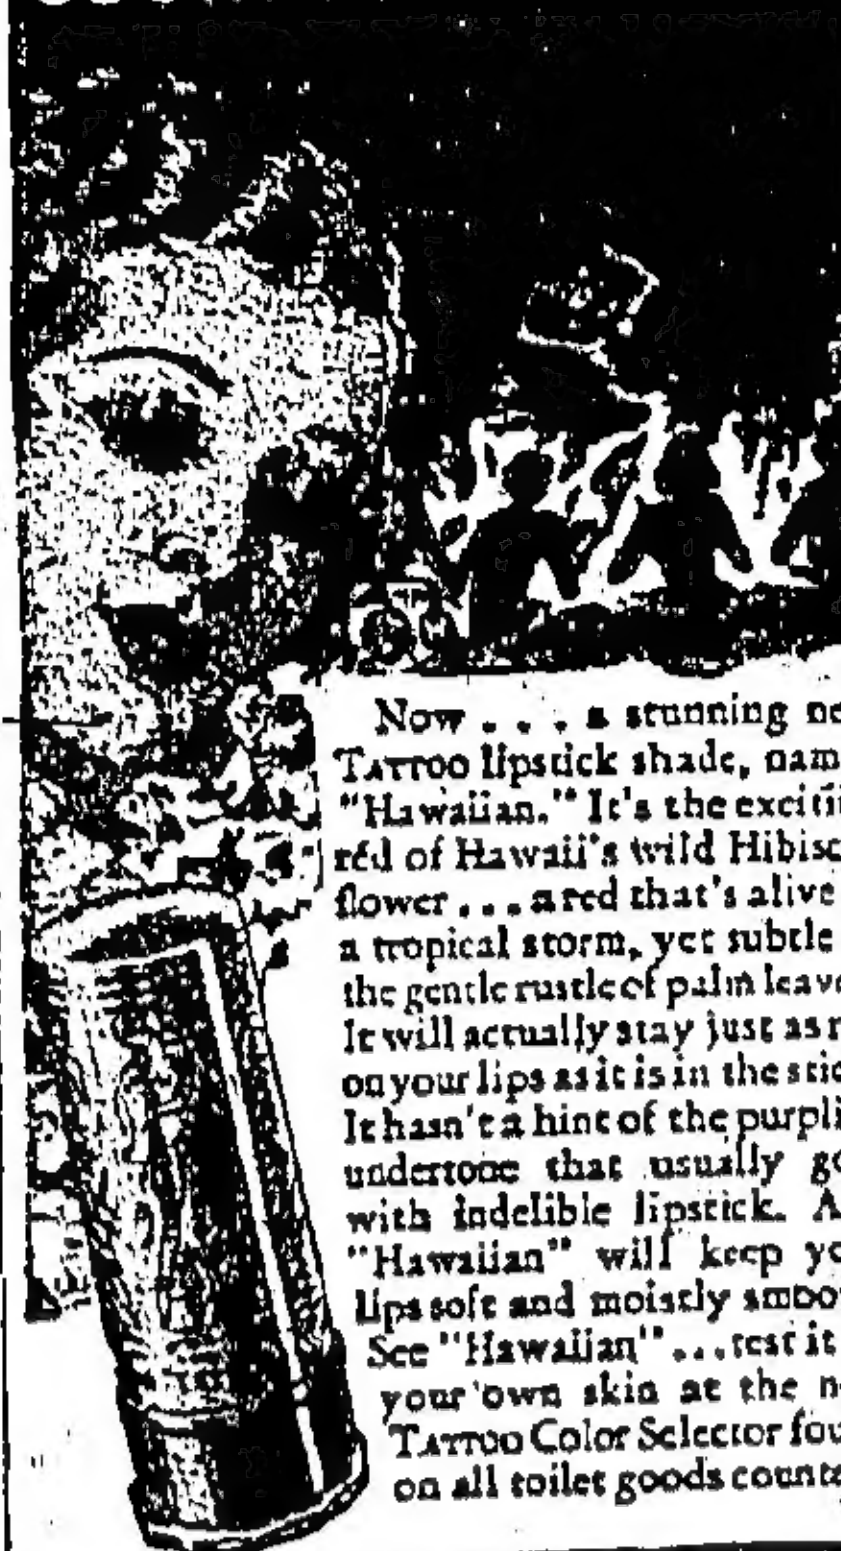 Now . . . a stunning ne
TATTOO lipstick shade, nam
"Hawaiian." It's the exciti
red of Hawaii's wild Hibisc
flower . . . a red that's alive
a tropical storm, yet subtle
the gentle rustle of palm leave
It will actually stay just as r
on your lips as it is in the stic
It hasn't a hint of the purpli
undertone that usually go
with indelible lipstick. A
"Hawaiian" will keep yo
lips soft and moistly smoo
See "Hawaiian" . . . test it
your own skin at the n
TATTOO Color Selector fou
on all toilet goods counte